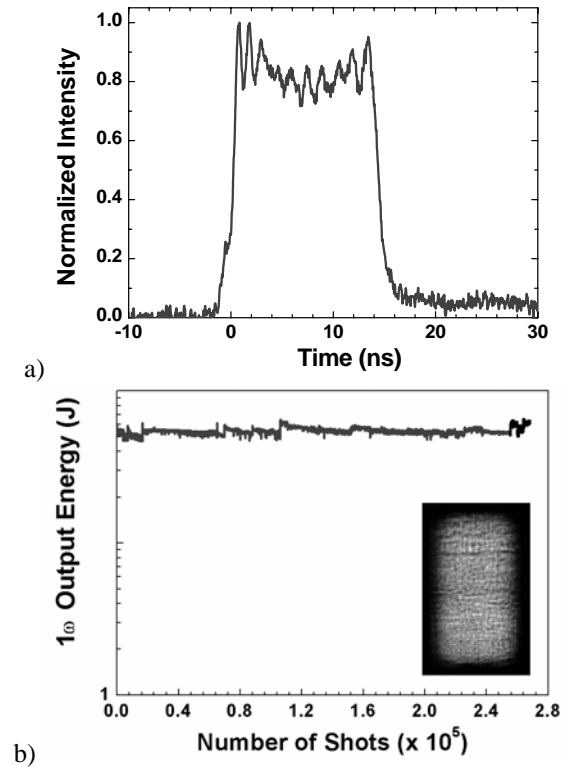 1.0
0.8
0.6
0.4
0.2
0.0
Normalized Intensity
-10 0 10 20 30
Time (ns)
a)
1ω Output Energy (J)
1
0.0 0.4 0.8 1.2 1.6 2.0 2.4 2.8
Number of Shots (x 10⁵)
b)